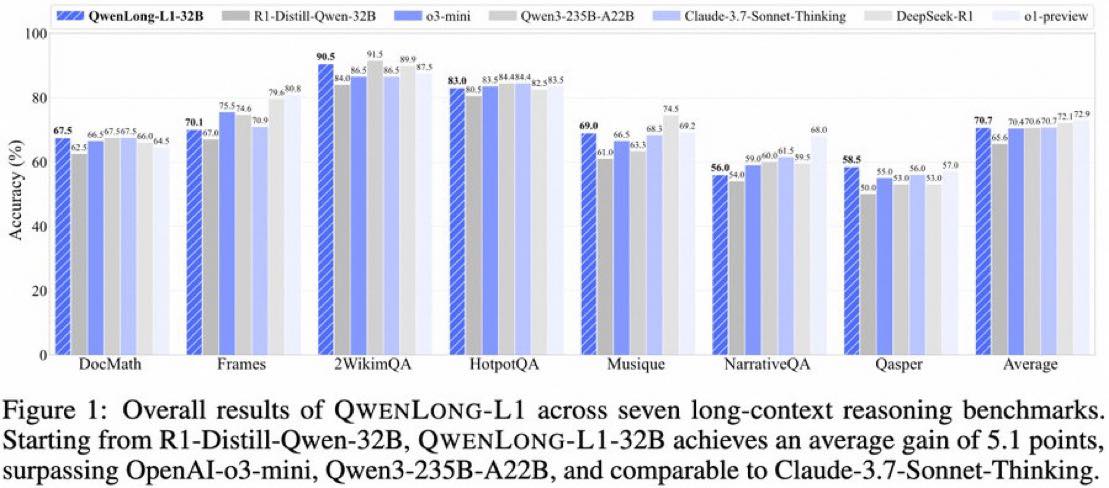 QwenLong-L1-32B R1-Distill-Qwen-32B o3-mini Qwen3-235B-A22B Claude-3.7-Sonnet-Thinking DeepSeek-R1 o1-preview
Accuracy (%)
100
80
60
40
20
0
67.5 62.5 66.5 67.5 67.5 66.0 64.5
70.1 67.0 75.5 74.6 70.9 79.6 80.8
90.5 84.0 86.5 91.5 86.5 89.9 87.5
83.0 80.5 83.5 84.4 84.4 82.5 83.5
69.0 61.0 66.5 63.3 68.3 74.5 69.2
56.0 54.0 59.0 60.0 61.5 59.5 68.0
58.5 50.0 55.0 53.0 56.0 53.0 57.0
70.7 65.6 70.4 70.6 70.7 72.1 72.9
DocMath Frames 2WikimQA HotpotQA Musique NarrativeQA Qasper Average
Figure 1: Overall results of QWENLONG-L1 across seven long-context reasoning benchmarks.
Starting from R1-Distill-Qwen-32B, QWENLONG-L1-32B achieves an average gain of 5.1 points,
surpassing OpenAI-o3-mini, Qwen3-235B-A22B, and comparable to Claude-3.7-Sonnet-Thinking.